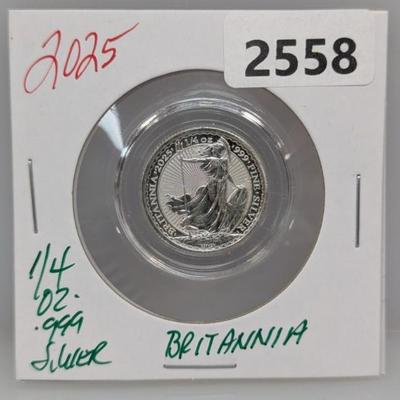 2025
2558
BRITANNIA · 2025 · 1/4 OZ · 999 · FINE · SILVER
1/4
OZ.
.999
SILVER
BRITANNIA